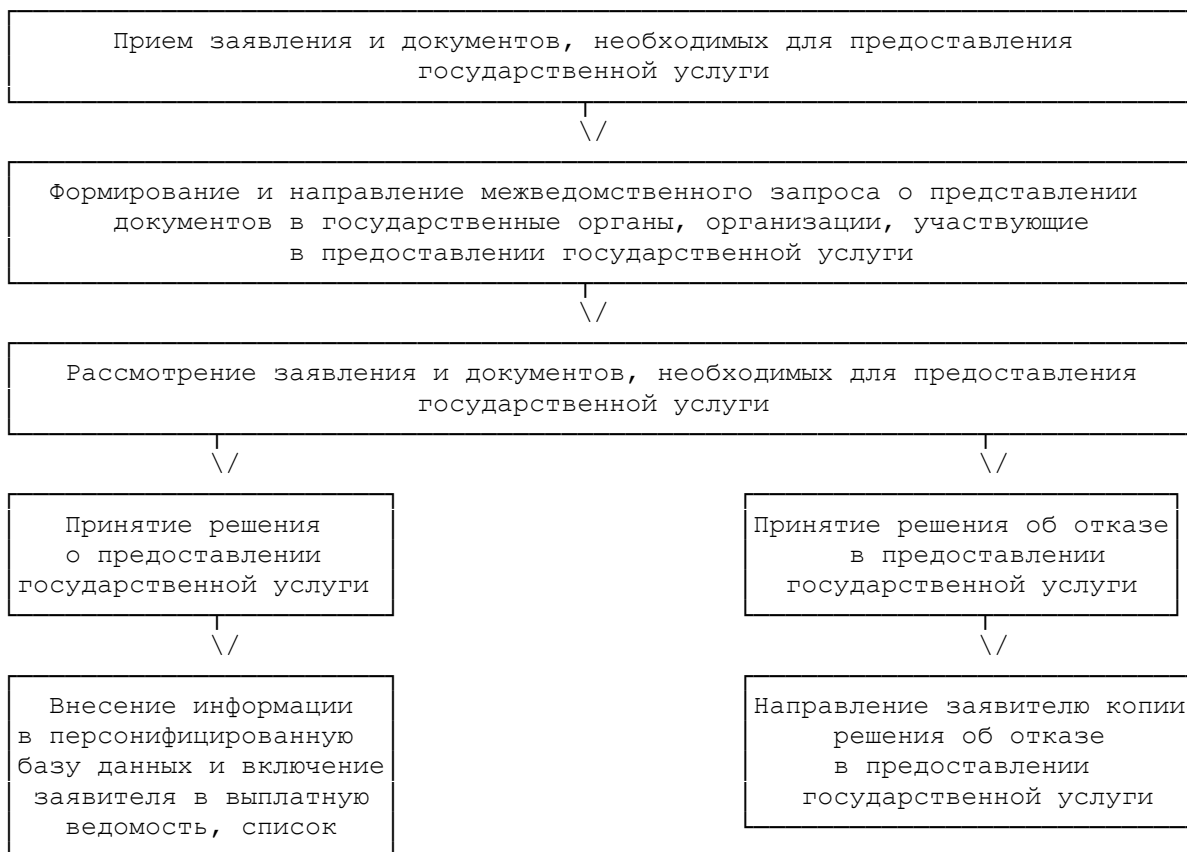 Прием заявления и документов, необходимых для предоставления
государственной услуги
\/
Формирование и направление межведомственного запроса о представлении
документов в государственные органы, организации, участвующие
в предоставлении государственной услуги
\/
Рассмотрение заявления и документов, необходимых для предоставления
государственной услуги
\/ \/
Принятие решения
о предоставлении
государственной услуги
Принятие решения об отказе
в предоставлении
государственной услуги
\/ \/
Внесение информации
в персонифицированную
базу данных и включение
заявителя в выплатную
ведомость, список
Направление заявителю копии
решения об отказе
в предоставлении
государственной услуги